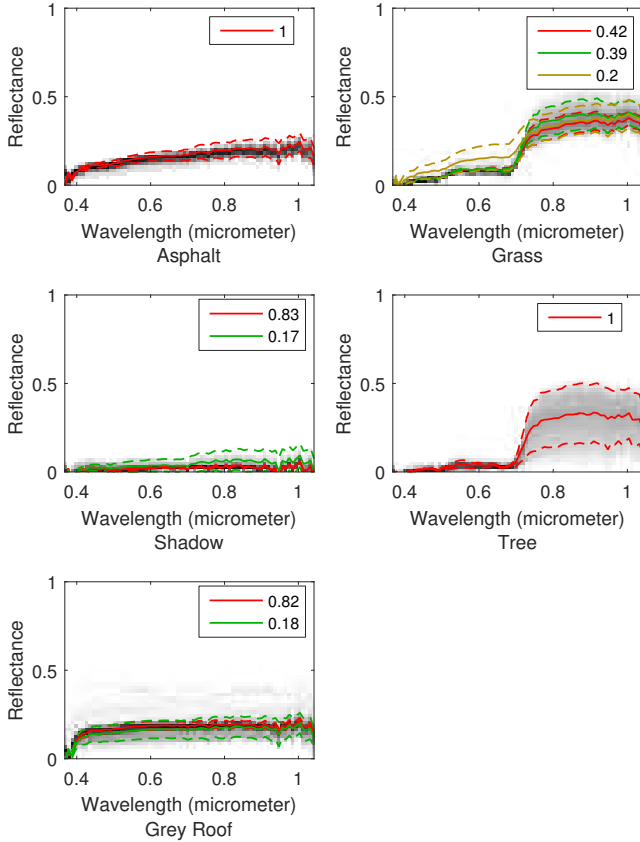 1
0.5
0
Reflectance
0.4 0.6 0.8 1
Wavelength (micrometer)
Asphalt
1
1
0.5
0
Reflectance
0.4 0.6 0.8 1
Wavelength (micrometer)
Grass
0.42
0.39
0.2
1
0.5
0
Reflectance
0.4 0.6 0.8 1
Wavelength (micrometer)
Shadow
0.83
0.17
1
0.5
0
Reflectance
0.4 0.6 0.8 1
Wavelength (micrometer)
Tree
1
1
0.5
0
Reflectance
0.4 0.6 0.8 1
Wavelength (micrometer)
Grey Roof
0.82
0.18